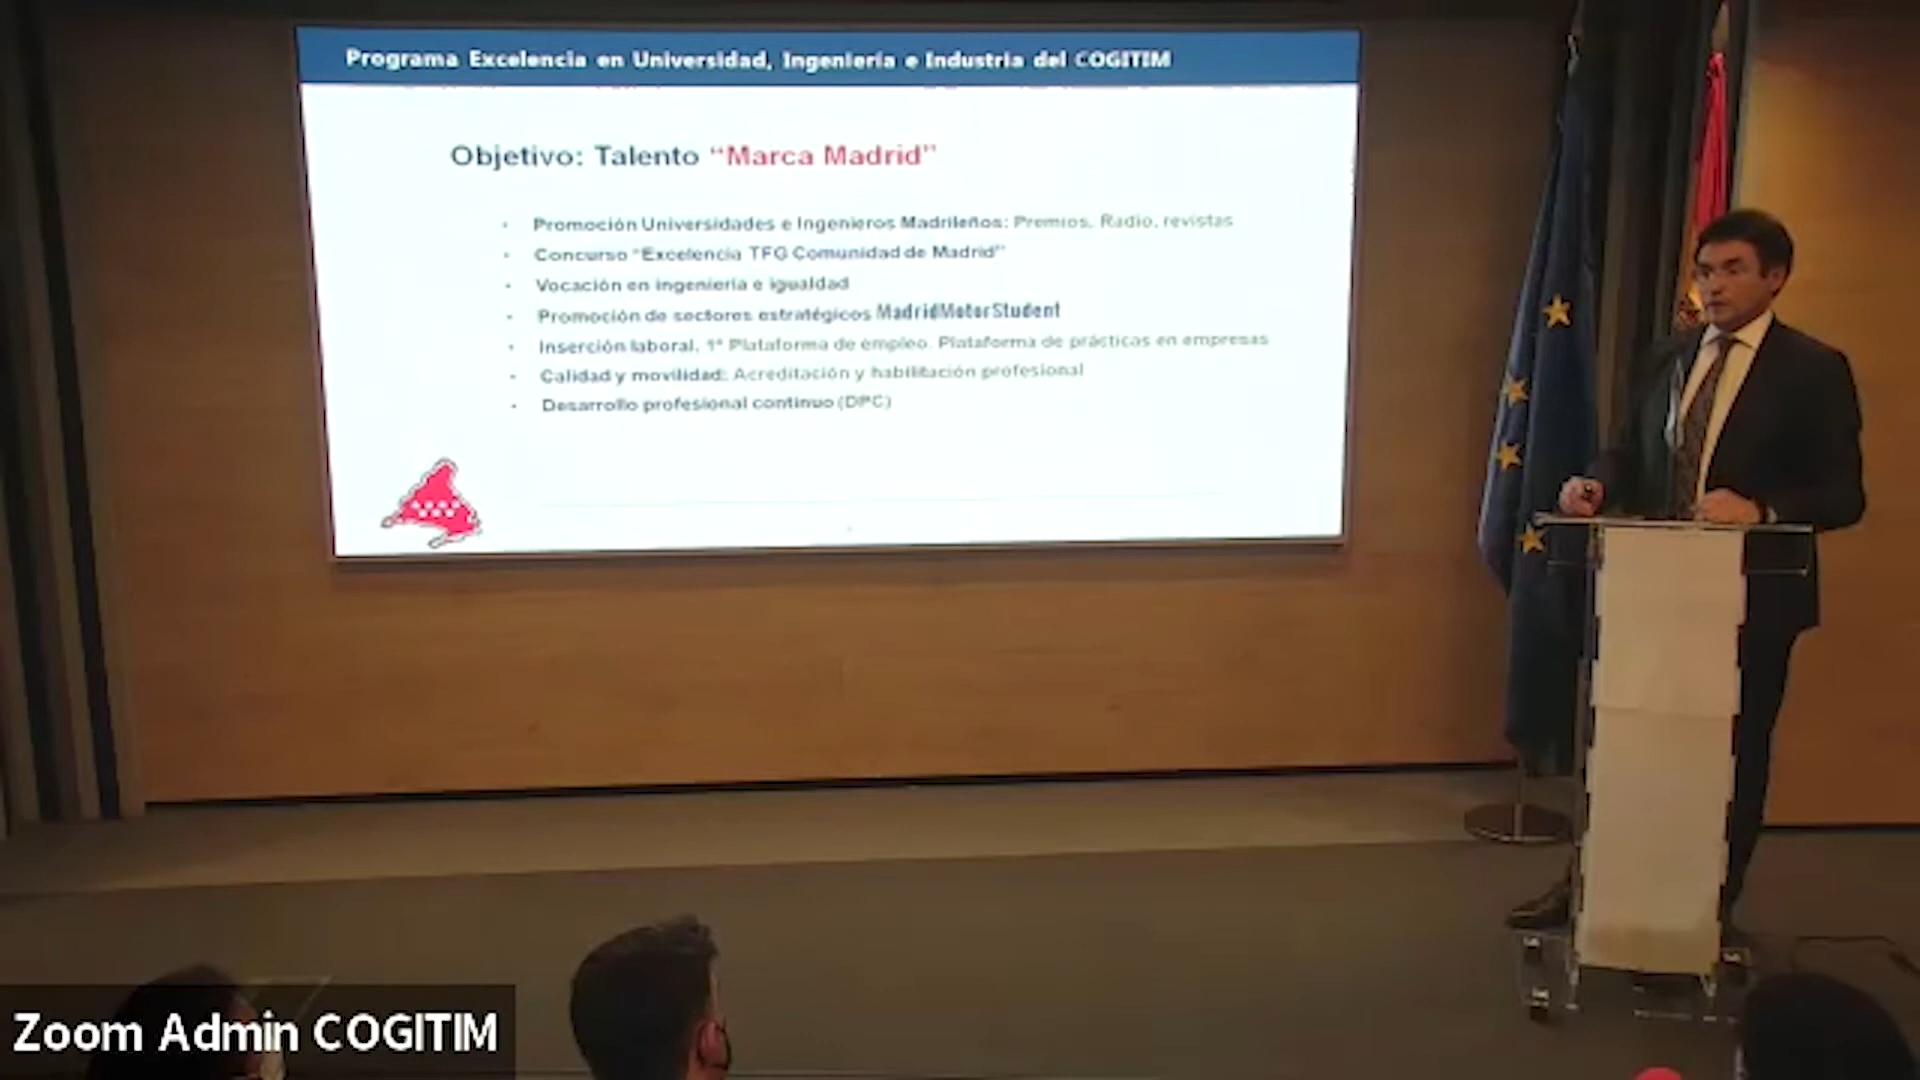 Programa Excelencia en Universidad, Ingeniería e Industria del COGITIM
Objetivo: Talento “Marca Madrid”
· Promoción Universidades e Ingenieros Madrileños: Premios, Radio, revistas
· Concurso “Excelencia TFG Comunidad de Madrid”
· Vocación en ingeniería e igualdad
· Promoción de sectores estratégicos MadridMotorStudent
· Inserción laboral. 1ª Plataforma de empleo. Plataforma de prácticas en empresas
· Calidad y movilidad: Acreditación y habilitación profesional
· Desarrollo profesional continuo (DPC)
Zoom Admin COGITIM